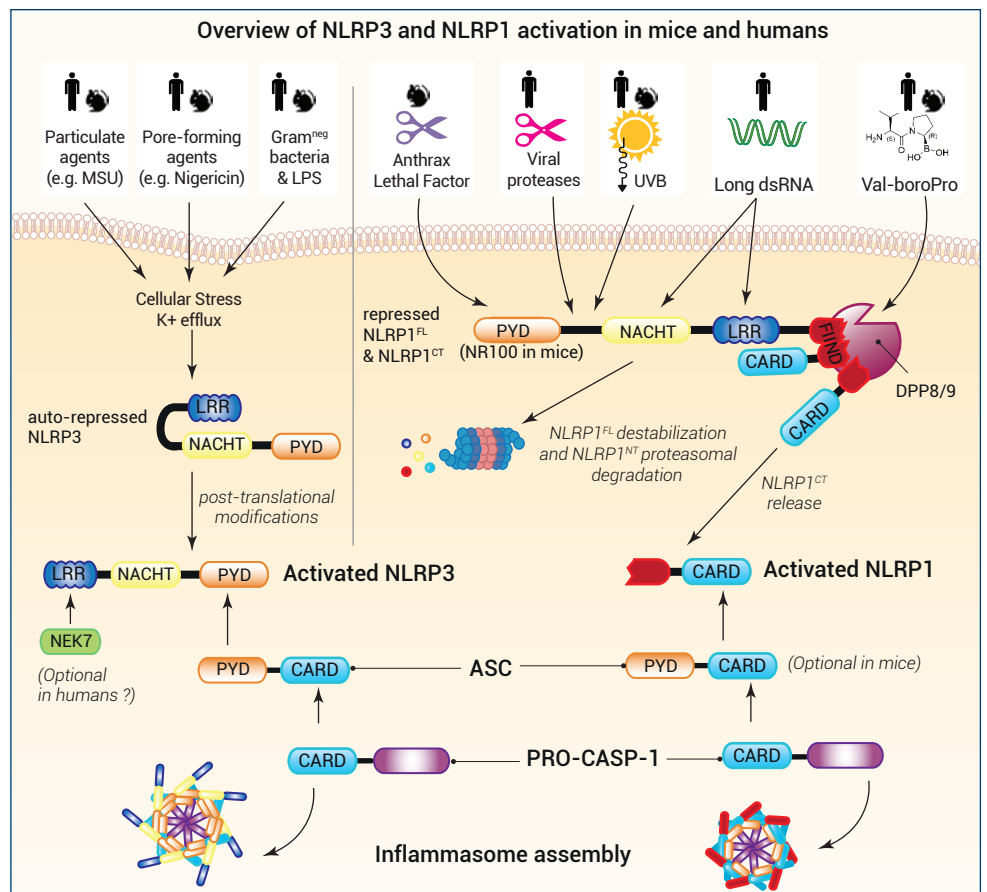 Overview of NLRP3 and NLRP1 activation in mice and humans
Particulate
agents
(e.g. MSU)
Pore-forming
agents
(e.g. Nigericin)
Gramneg
bacteria
& LPS
Anthrax
Lethal Factor
Viral
proteases
UVB
Long dsRNA
H2N
(S)
O
N
(R)
B
HO
OH
Val-boroPro
Cellular Stress
K+ efflux
repressed
NLRP1FL
& NLRP1CT
PYD
(NR100 in mice)
NACHT
LRR
FIIND
CARD
CARD
DPP8/9
auto-repressed
NLRP3
LRR
NACHT
PYD
NLRP1FL destabilization
and NLRP1NT proteasomal
degradation
post-translational
modifications
NLRP1CT
release
LRR
NACHT
PYD
Activated NLRP3
CARD
Activated NLRP1
NEK7
(Optional
in humans ?)
PYD
CARD
ASC
PYD
CARD
(Optional in mice)
CARD
PRO-CASP-1
CARD
Inflammasome assembly